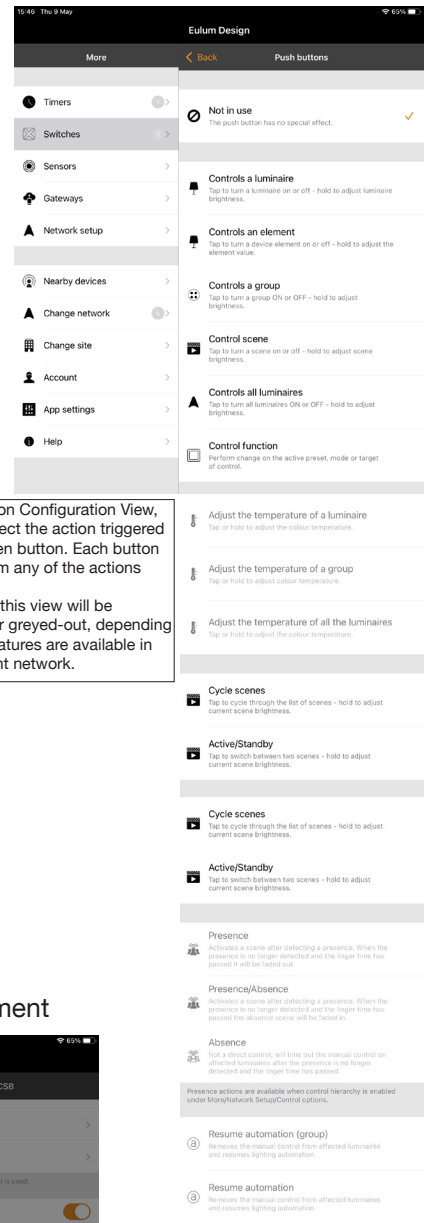 15:46 Thu 9 May
65%
Eulum Design
More
Timers
Switches
Sensors
Gateways
Network setup
Nearby devices
Change network
Change site
Account
App settings
Help
Back
Push buttons
Not in use
The push button has no special effect.
Controls a luminaire
Tap to turn a luminaire on or off - hold to adjust luminaire
brightness.
Controls an element
Tap to turn a device element on or off - hold to adjust the
element value.
Controls a group
Tap to turn a group ON or OFF - hold to adjust
brightness.
Control scene
Tap to turn a scene on or off - hold to adjust scene
brightness.
Controls all luminaires
Tap to turn all luminaires ON or OFF - hold to adjust
brightness.
Control function
Perform change on the active preset, mode or target
of control.
on Configuration View,
ect the action triggered
en button. Each button
m any of the actions
this view will be
r greyed-out, depending
atures are available in
nt network.
Adjust the temperature of a luminaire
Tap or hold to adjust the colour temperature.
Adjust the temperature of a group
Tap or adjust colour temperature.
Adjust the temperature of all the luminaires
Tap or hold to adjust the colour temperature.
Cycle scenes
Tap to cycle through the list of scenes - hold to adjust
current scene brightness.
Active/Standby
Tap to switch between two scenes - hold to adjust
current scene brightness.
Cycle scenes
Tap to cycle through the list of scenes - hold to adjust
current scene brightness.
Active/Standby
Tap to switch between two scenes - hold to adjust
current scene brightness.
Presence
Activates a scene after detecting a presence. When the
presence is no longer detected and the linger time has
passed it will be faded out.
Presence/Absence
Activates a scene after detecting a presence. When the
presence is no longer detected and the linger time has
passed the absence scene will be faded in.
Absence
Not a direct control, will time out the manual control on
affected luminaires after the presence is no longer
detected and the linger time has passed.
Presence actions are available when control hierarchy is enabled
under More/Network Setup/Control options.
Resume automation (group)
Removes the manual control from affected luminaires
and resumes lighting automation.
Resume automation
Removes the manual control from affected luminaires
and resumes lighting automation.
ment
65%
CSB
n is used.